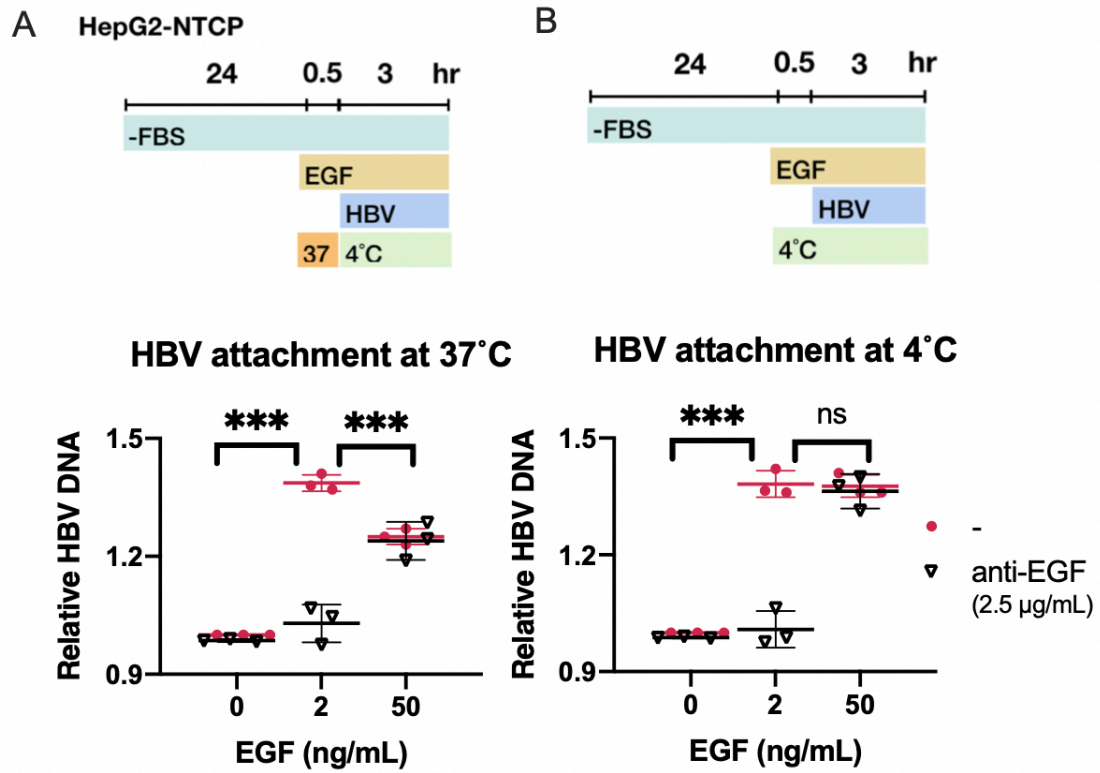 A
HepG2-NTCP
24 0.5 3 hr
-FBS
EGF
HBV
37 4°C
HBV attachment at 37˚C
*** ***
Relative HBV DNA
1.5
1.2
0.9
0 2 50
EGF (ng/mL)
B
24 0.5 3 hr
-FBS
EGF
HBV
4°C
HBV attachment at 4˚C
*** ns
Relative HBV DNA
1.5
1.2
0.9
0 2 50
EGF (ng/mL)
-
anti-EGF
(2.5 µg/mL)